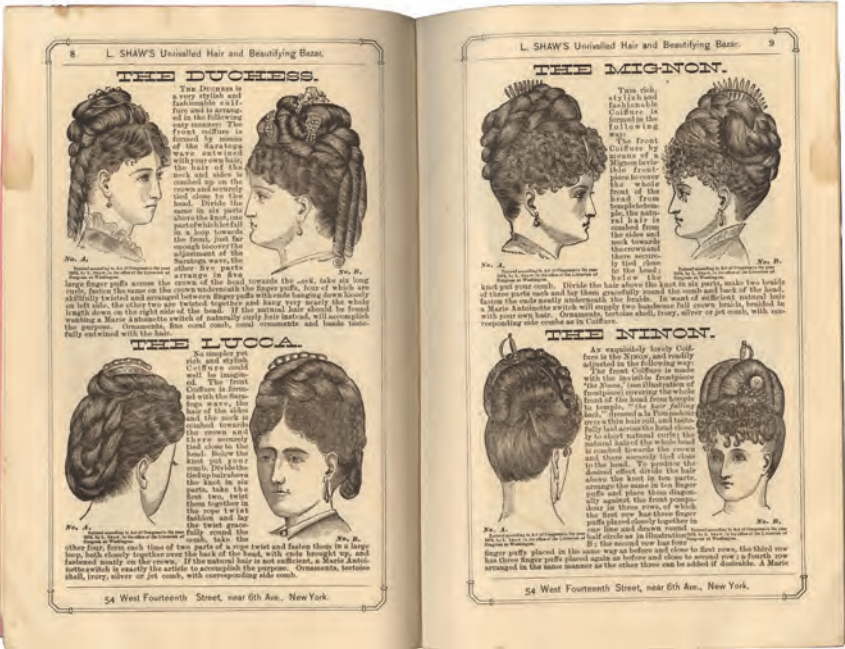 8 L. SHAW'S Unrivalled Hair and Beautifying Bazar.
THE DUCHESS.
THE DUCHESS is
a very stylish and
fashionable coif-
fure and is arrang-
ed in the following
easy manner: The
front coiffure is
formed by means
of the Saratoga
wave entwined
with your own hair,
the hair of the
neck and sides is
combed up on the
crown and securely
tied close to the
head. Divide the
same in six parts
above the knot, one
part of which let fall
in a loop towards
the front, just far
enough to cover the
adjustment of the
Saratoga wave, the
other five parts
arrange in five
No. A.
No. B.
large finger puffs across the crown of the head towards the neck, take six long
curls, fasten the same on the crown underneath the finger puffs, four of which are
skillfully twisted and arranged between finger puffs with ends hanging down loosely
on left side, the other two are twisted together and hang very nearly the whole
length down on the right side of the head. If the natural hair should be found
wanting a Marie Antoinette switch of naturally curly hair instead, will accomplish
the purpose. Ornaments, fine coral comb, coral ornaments and beads taste-
fully entwined with the hair.
THE LUCCA.
No simpler yet
rich and stylish
Coiffure could
well be imagin-
ed. The front
Coiffure is form-
ed with the Sara-
toga wave, the
hair of the sides
and the neck is
combed towards
the crown and
there securely
tied close to the
head. Below the
knot put your
comb. Divide the
tied up hair above
the knot in six
parts, take the
first two, twist
them together in
the rope twist
fashion and lay
the twist grace-
fully round the
comb, take the
No. A.
No. B.
other four, form each time of two parts of a rope twist and fasten them in a large
loop, both closely together over the back of the head, with ends brought up, and
fastened neatly on the crown. If the natural hair is not sufficient, a Marie Antoi-
nette switch is exactly the article to accomplish the purpose. Ornaments, tortoise
shell, ivory, silver or jet comb, with corresponding side comb.
54 West Fourteenth Street, near 6th Ave., New York.
L. SHAW'S Unrivalled Hair and Beautifying Bazar. 9
THE MIGNON.
THIS rich,
stylish and
fashionable
Coiffure is
formed in the
following
way:
The front
Coiffure by
means of a
Mignon invis-
ible front-
piece to cover
the whole
front of the
head from
temple to tem-
ple, the natu-
ral hair is
combed from
the sides and
neck towards
the crown and
there secure-
ly tied close
to the head;
below the
No. A.
No. B.
knot put your comb. Divide the hair above the knot in six parts, make two braids
of three parts each and lay them gracefully round the comb and back of the head,
fasten the ends neatly underneath the braids. In want of sufficient natural hair
a Marie Antoinette switch will supply two handsome full crown braids, braided in
with your own hair. Ornaments, tortoise shell, ivory, silver or jet comb, with cor-
responding side combs as in Coiffure.
THE NINON.
AN exquisitely lovely Coif-
fure is the NINON, and readily
adjusted in the following way:
The front Coiffure is made
with the invisible frontpiece
(see illustration of
frontpiece) covering the whole
front of the head from temple
to temple, "the hair falling
back," dressed a la Pompadour
over a thin hair roll, and taste-
fully laid across the head close-
ly to short natural curls; the
natural hair of the whole head
is combed towards the crown
and there securely tied close
to the head. To produce the
desired effect divide the hair
above the knot in ten parts,
arrange the same in ten finger
puffs and place them diagon-
ally against the front pompa-
dour in three rows, of which
the first row has three finger
puffs placed closely together in
one line and drawn round
half circle as in illustration
B; the second row has four
No. A.
No. B.
finger puffs placed in the same way as before and close to first rows, the third row
has three finger puffs placed again as before and close to second row; a fourth row
arranged in the same manner as the other three can be added if desirable. A Marie
54 West Fourteenth Street, near 6th Ave., New York.